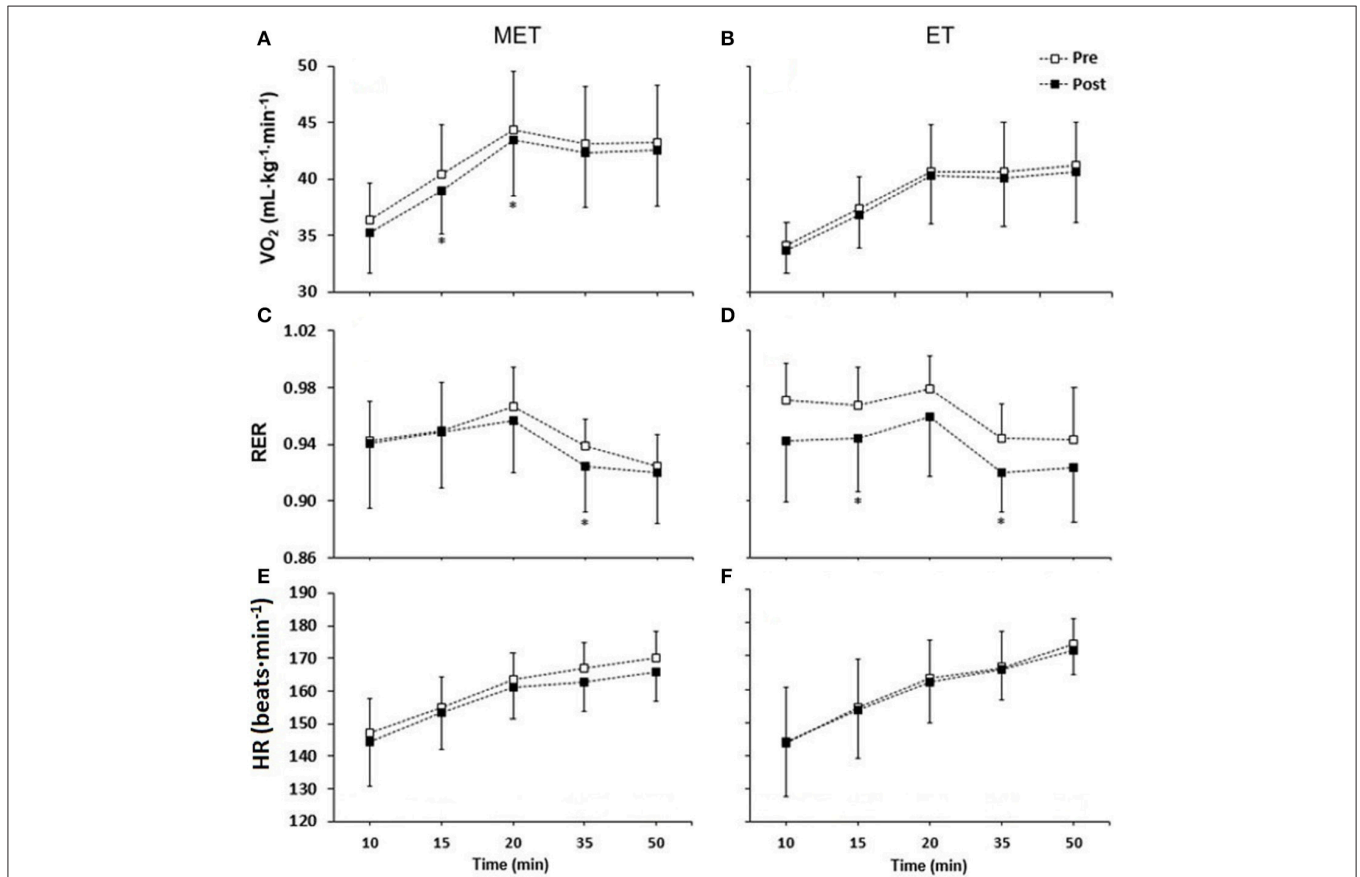 A
MET
B
ET
Pre
Post
VO₂ (mL·kg⁻¹·min⁻¹)
50
45
40
35
30
*
*
C
D
RER
1.02
0.98
0.94
0.90
0.86
*
*
*
E
F
HR (beats·min⁻¹)
190
180
170
160
150
140
130
120
10 15 20 35 50
Time (min)
10 15 20 35 50
Time (min)